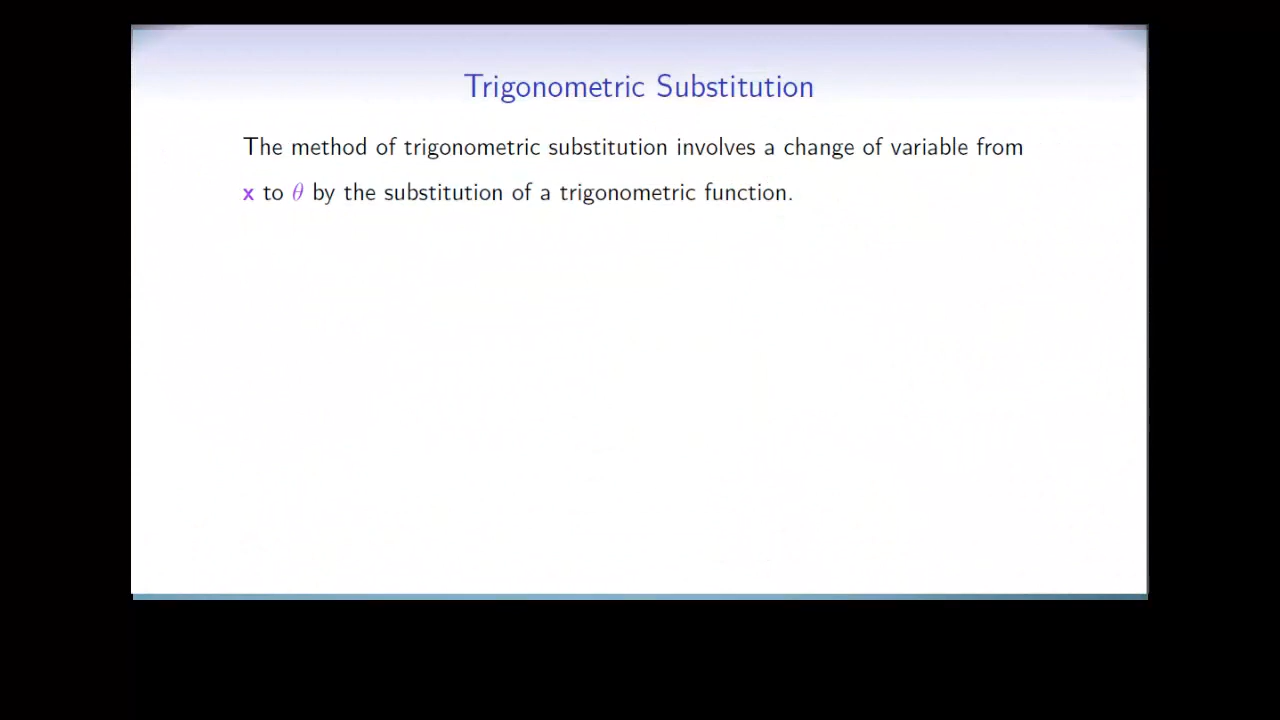 Trigonometric Substitution
The method of trigonometric substitution involves a change of variable from
x to θ by the substitution of a trigonometric function.